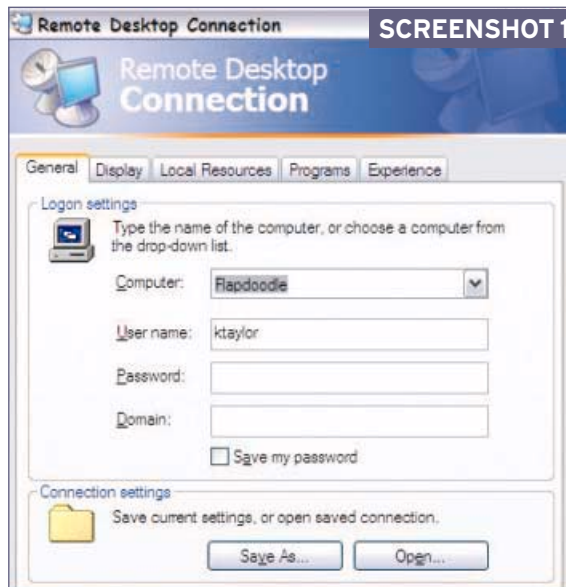 Remote Desktop Connection
SCREENSHOT 1
Remote Desktop
Connection
General Display Local Resources Programs Experience
Logon settings
Type the name of the computer, or choose a computer from
the drop-down list.
Computer: Flapdoodle
User name: ktaylor
Password:
Domain:
Save my password
Connection settings
Save current settings, or open saved connection.
Save As... Open...